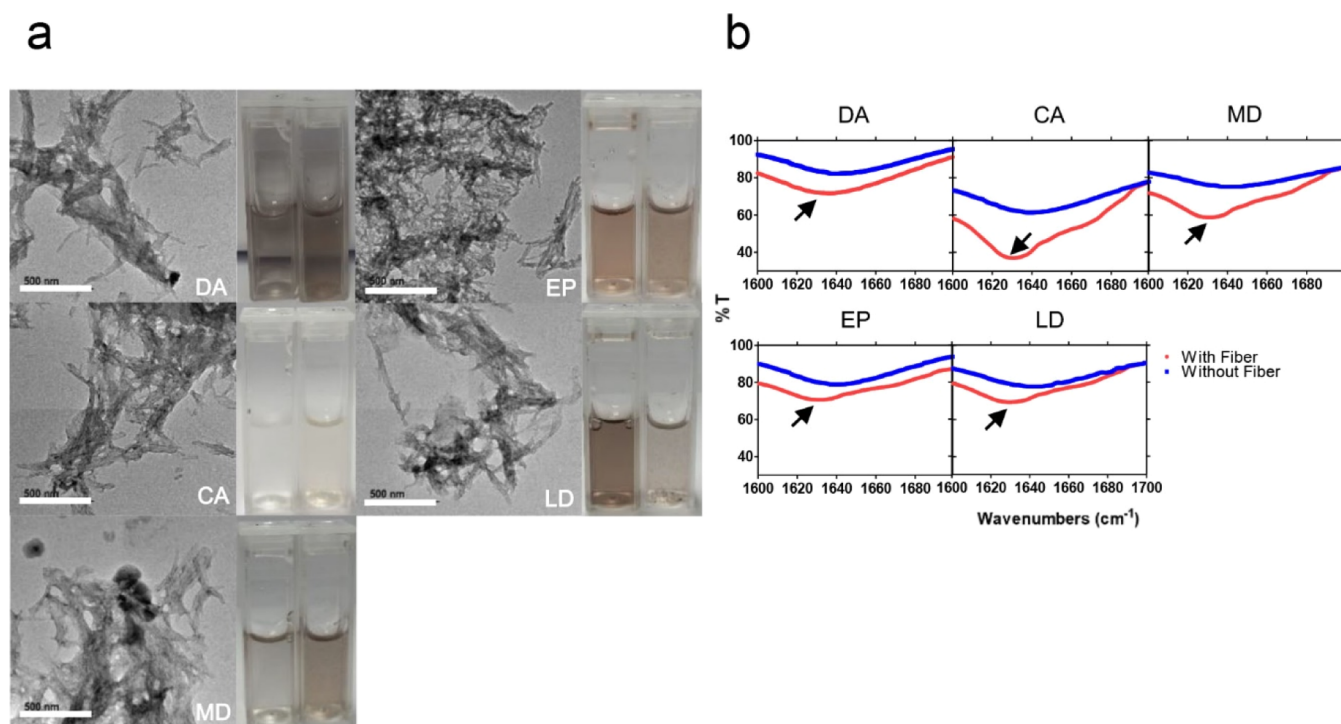 a
b
500 nm
DA
500 nm
EP
500 nm
CA
500 nm
LD
500 nm
MD
DA CA MD
100
80
60
40
1600 1620 1640 1660 1680 1600 1620 1640 1660 1680 1600 1620 1640 1660 1680
% T
EP LD
100
80
60
40
1600 1620 1640 1660 1680 1600 1620 1640 1660 1680 1700
With Fiber
Without Fiber
Wavenumbers (cm⁻¹)